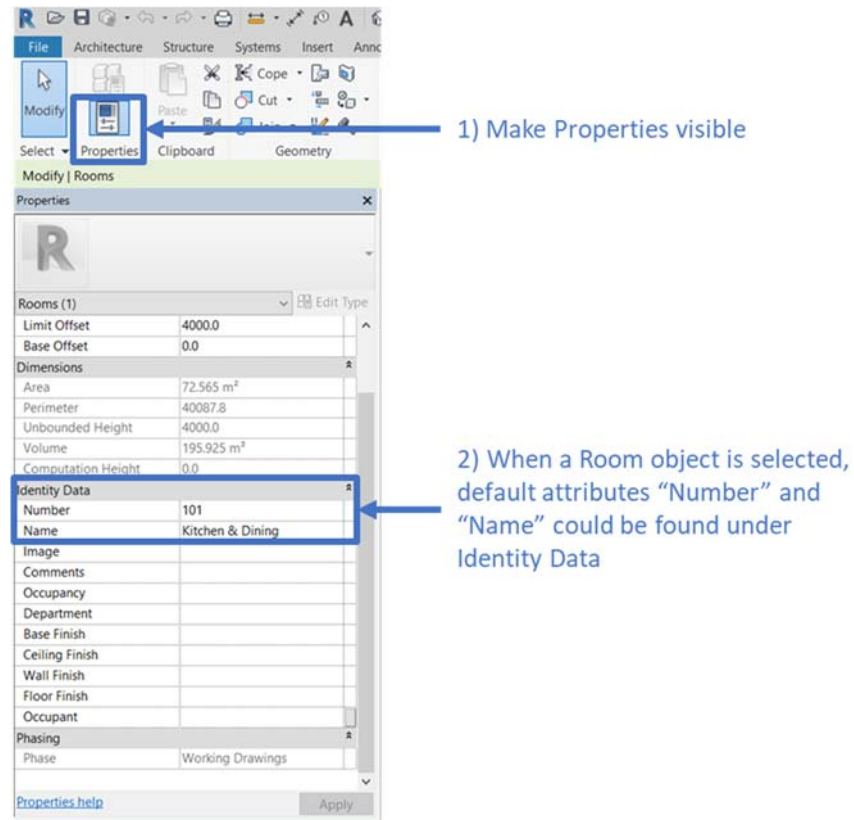 File Architecture Structure Systems Insert Anno
Cope
Modify
Paste
Cut
Join
Select Properties Clipboard Geometry
Modify | Rooms
Properties
Rooms (1) Edit Type
Limit Offset 4000.0
Base Offset 0.0
Dimensions
Area 72.565 m²
Perimeter 40087.8
Unbounded Height 4000.0
Volume 195.925 m³
Computation Height 0.0
Identity Data
Number 101
Name Kitchen & Dining
Image
Comments
Occupancy
Department
Base Finish
Ceiling Finish
Wall Finish
Floor Finish
Occupant
Phasing
Phase Working Drawings
Properties help Apply
1) Make Properties visible
2) When a Room object is selected,
default attributes “Number” and
“Name” could be found under
Identity Data